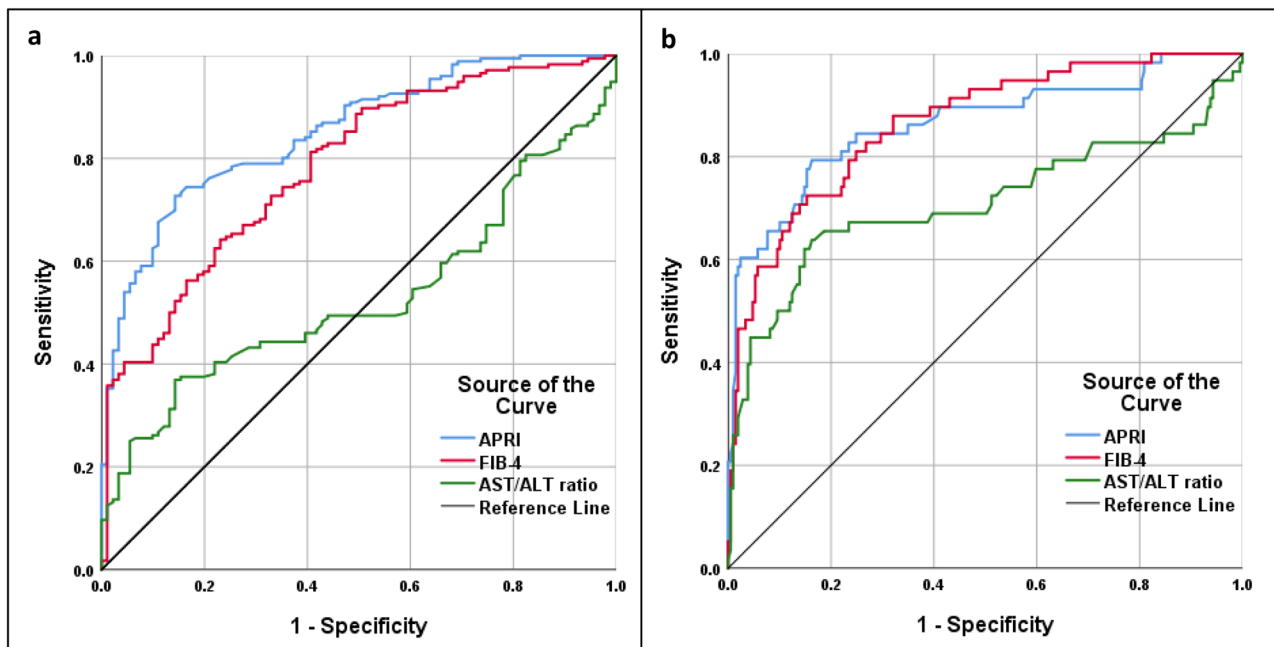 a
1.0
0.8
0.6
0.4
0.2
0.0
Sensitivity
0.0 0.2 0.4 0.6 0.8 1.0
1 - Specificity
Source of the
Curve
APRI
FIB-4
AST/ALT ratio
Reference Line
b
1.0
0.8
0.6
0.4
0.2
0.0
Sensitivity
0.0 0.2 0.4 0.6 0.8 1.0
1 - Specificity
Source of the
Curve
APRI
FIB-4
AST/ALT ratio
Reference Line